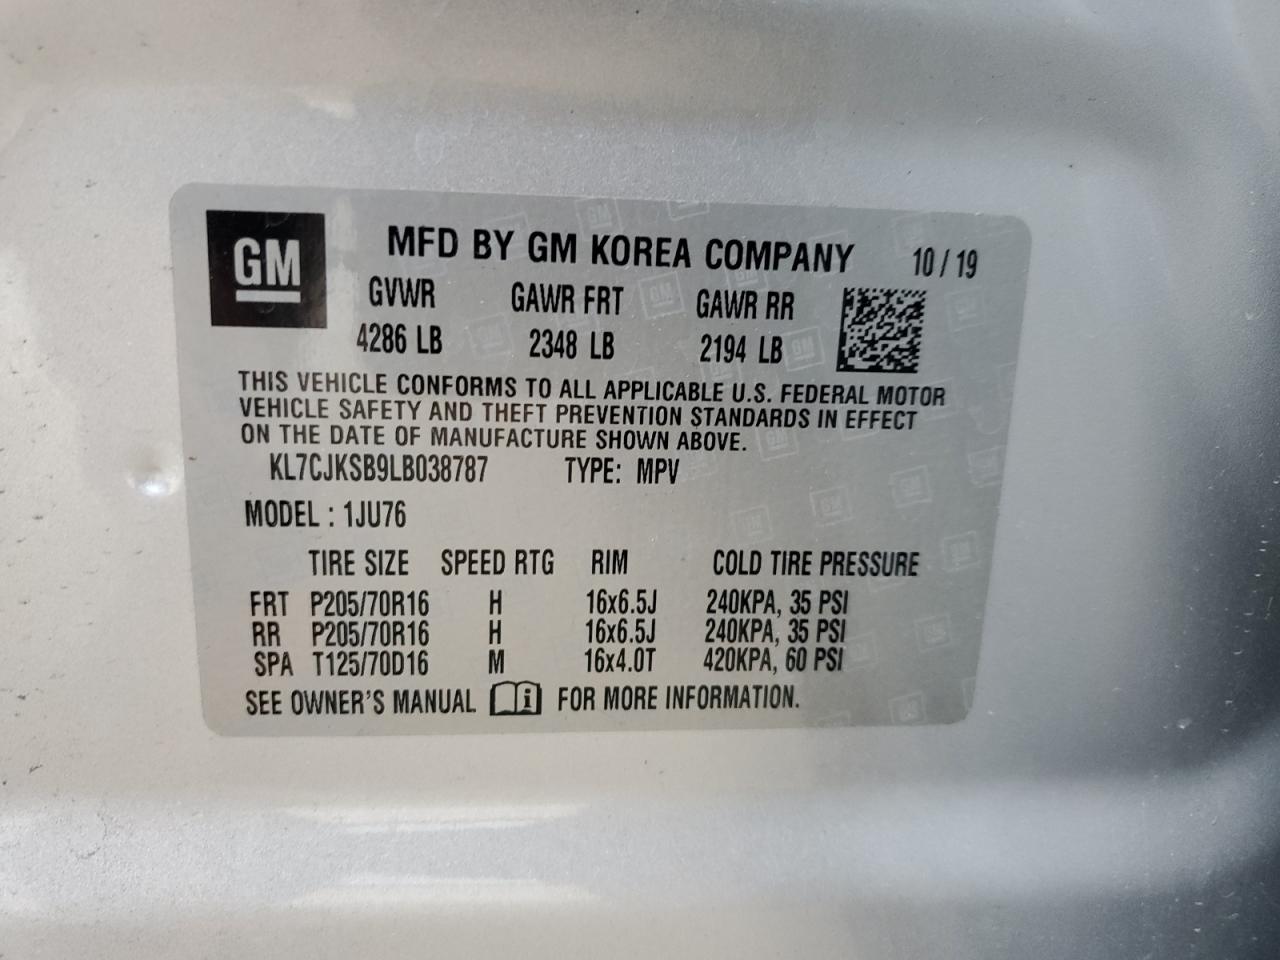 GM
MFD BY GM KOREA COMPANY 10 / 19
GVWR GAWR FRT GAWR RR
4286 LB 2348 LB 2194 LB
THIS VEHICLE CONFORMS TO ALL APPLICABLE U.S. FEDERAL MOTOR
VEHICLE SAFETY AND THEFT PREVENTION STANDARDS IN EFFECT
ON THE DATE OF MANUFACTURE SHOWN ABOVE.
KL7CJKSB9LB038787 TYPE: MPV
MODEL : 1JU76
TIRE SIZE SPEED RTG RIM COLD TIRE PRESSURE
FRT P205/70R16 H 16x6.5J 240KPA, 35 PSI
RR P205/70R16 H 16x6.5J 240KPA, 35 PSI
SPA T125/70D16 M 16x4.0T 420KPA, 60 PSI
SEE OWNER'S MANUAL i FOR MORE INFORMATION.